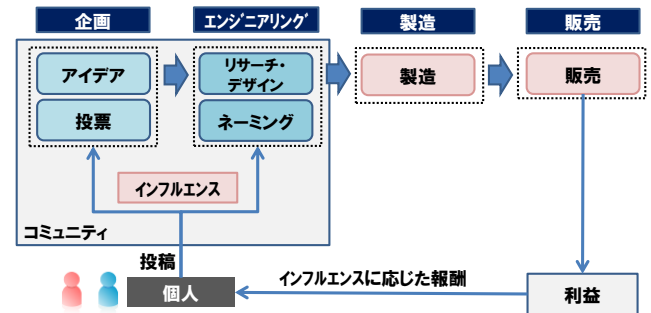 企画
エンジニアリング
製造
販売
アイデア
リサーチ・
デザイン
製造
販売
投票
ネーミング
インフルエンス
コミュニティ
投稿
個人
インフルエンスに応じた報酬
利益